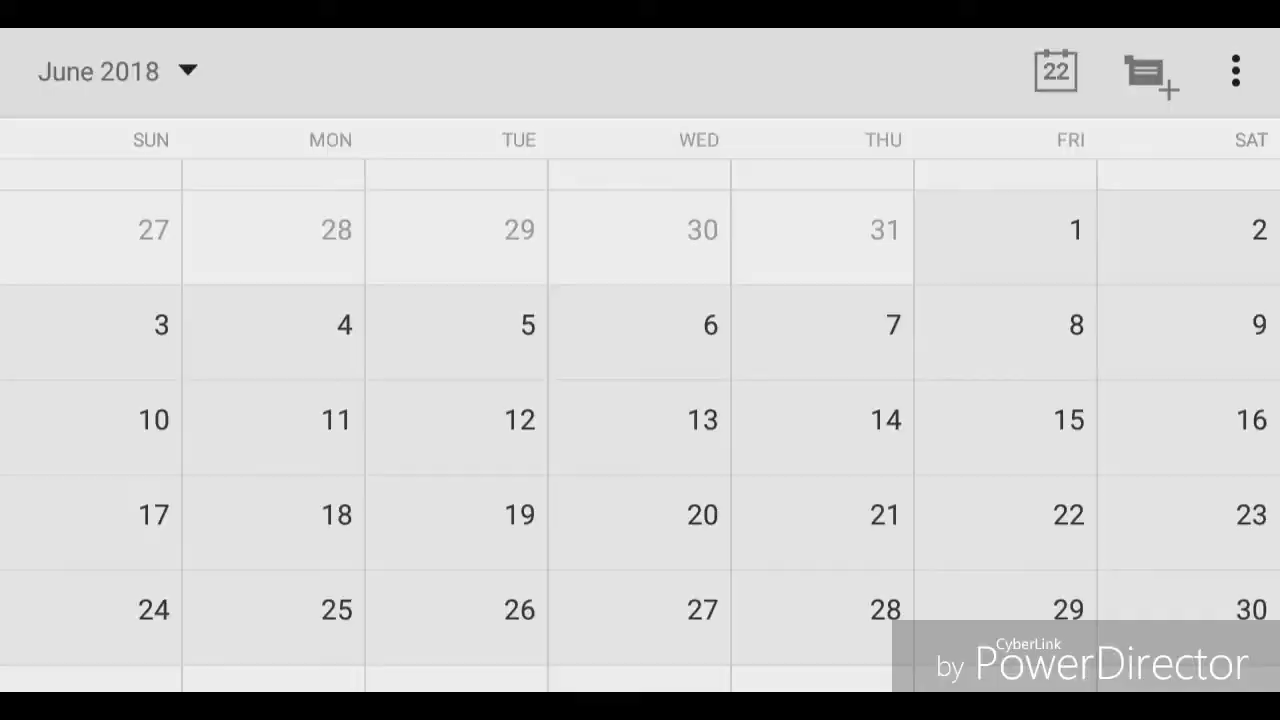 June 2018
22
SUN MON TUE WED THU FRI SAT
27 28 29 30 31 1 2
3 4 5 6 7 8 9
10 11 12 13 14 15 16
17 18 19 20 21 22 23
24 25 26 27 28 29 30
CyberLink
by PowerDirector